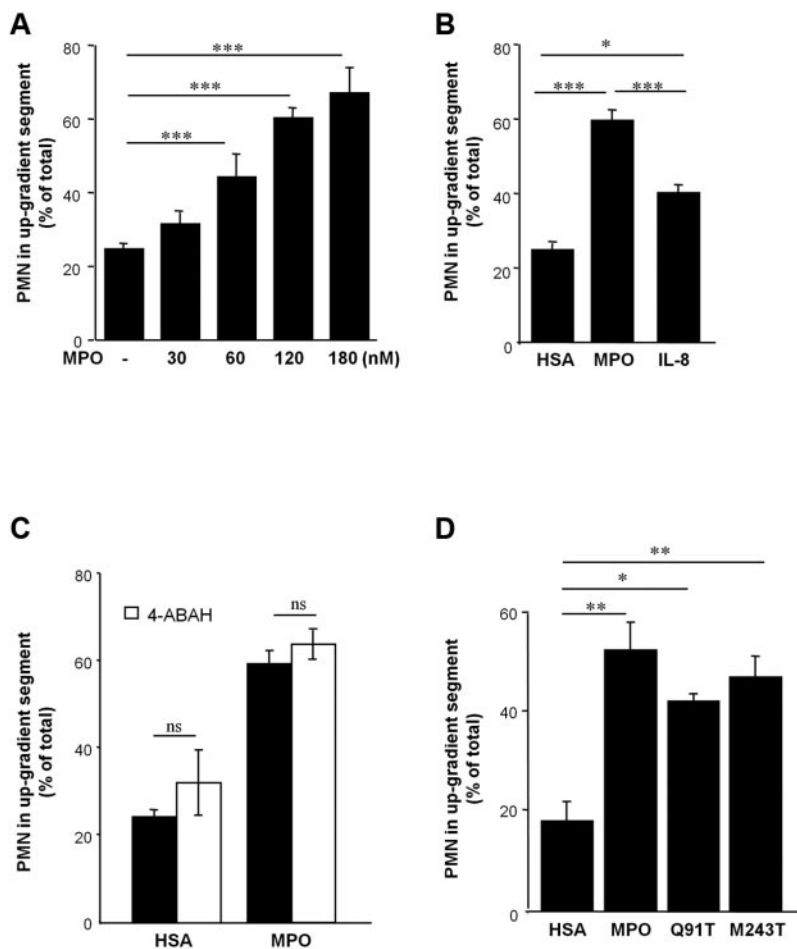 A
PMN in up-gradient segment
(% of total)
80
60
40
20
0
***
***
***
MPO - 30 60 120 180 (nM)
B
PMN in up-gradient segment
(% of total)
80
60
40
20
0
*
*** ***
HSA MPO IL-8
C
PMN in up-gradient segment
(% of total)
80
60
40
20
0
4-ABAH
ns
ns
HSA MPO
D
PMN in up-gradient segment
(% of total)
60
40
20
0
**
*
**
HSA MPO Q91T M243T